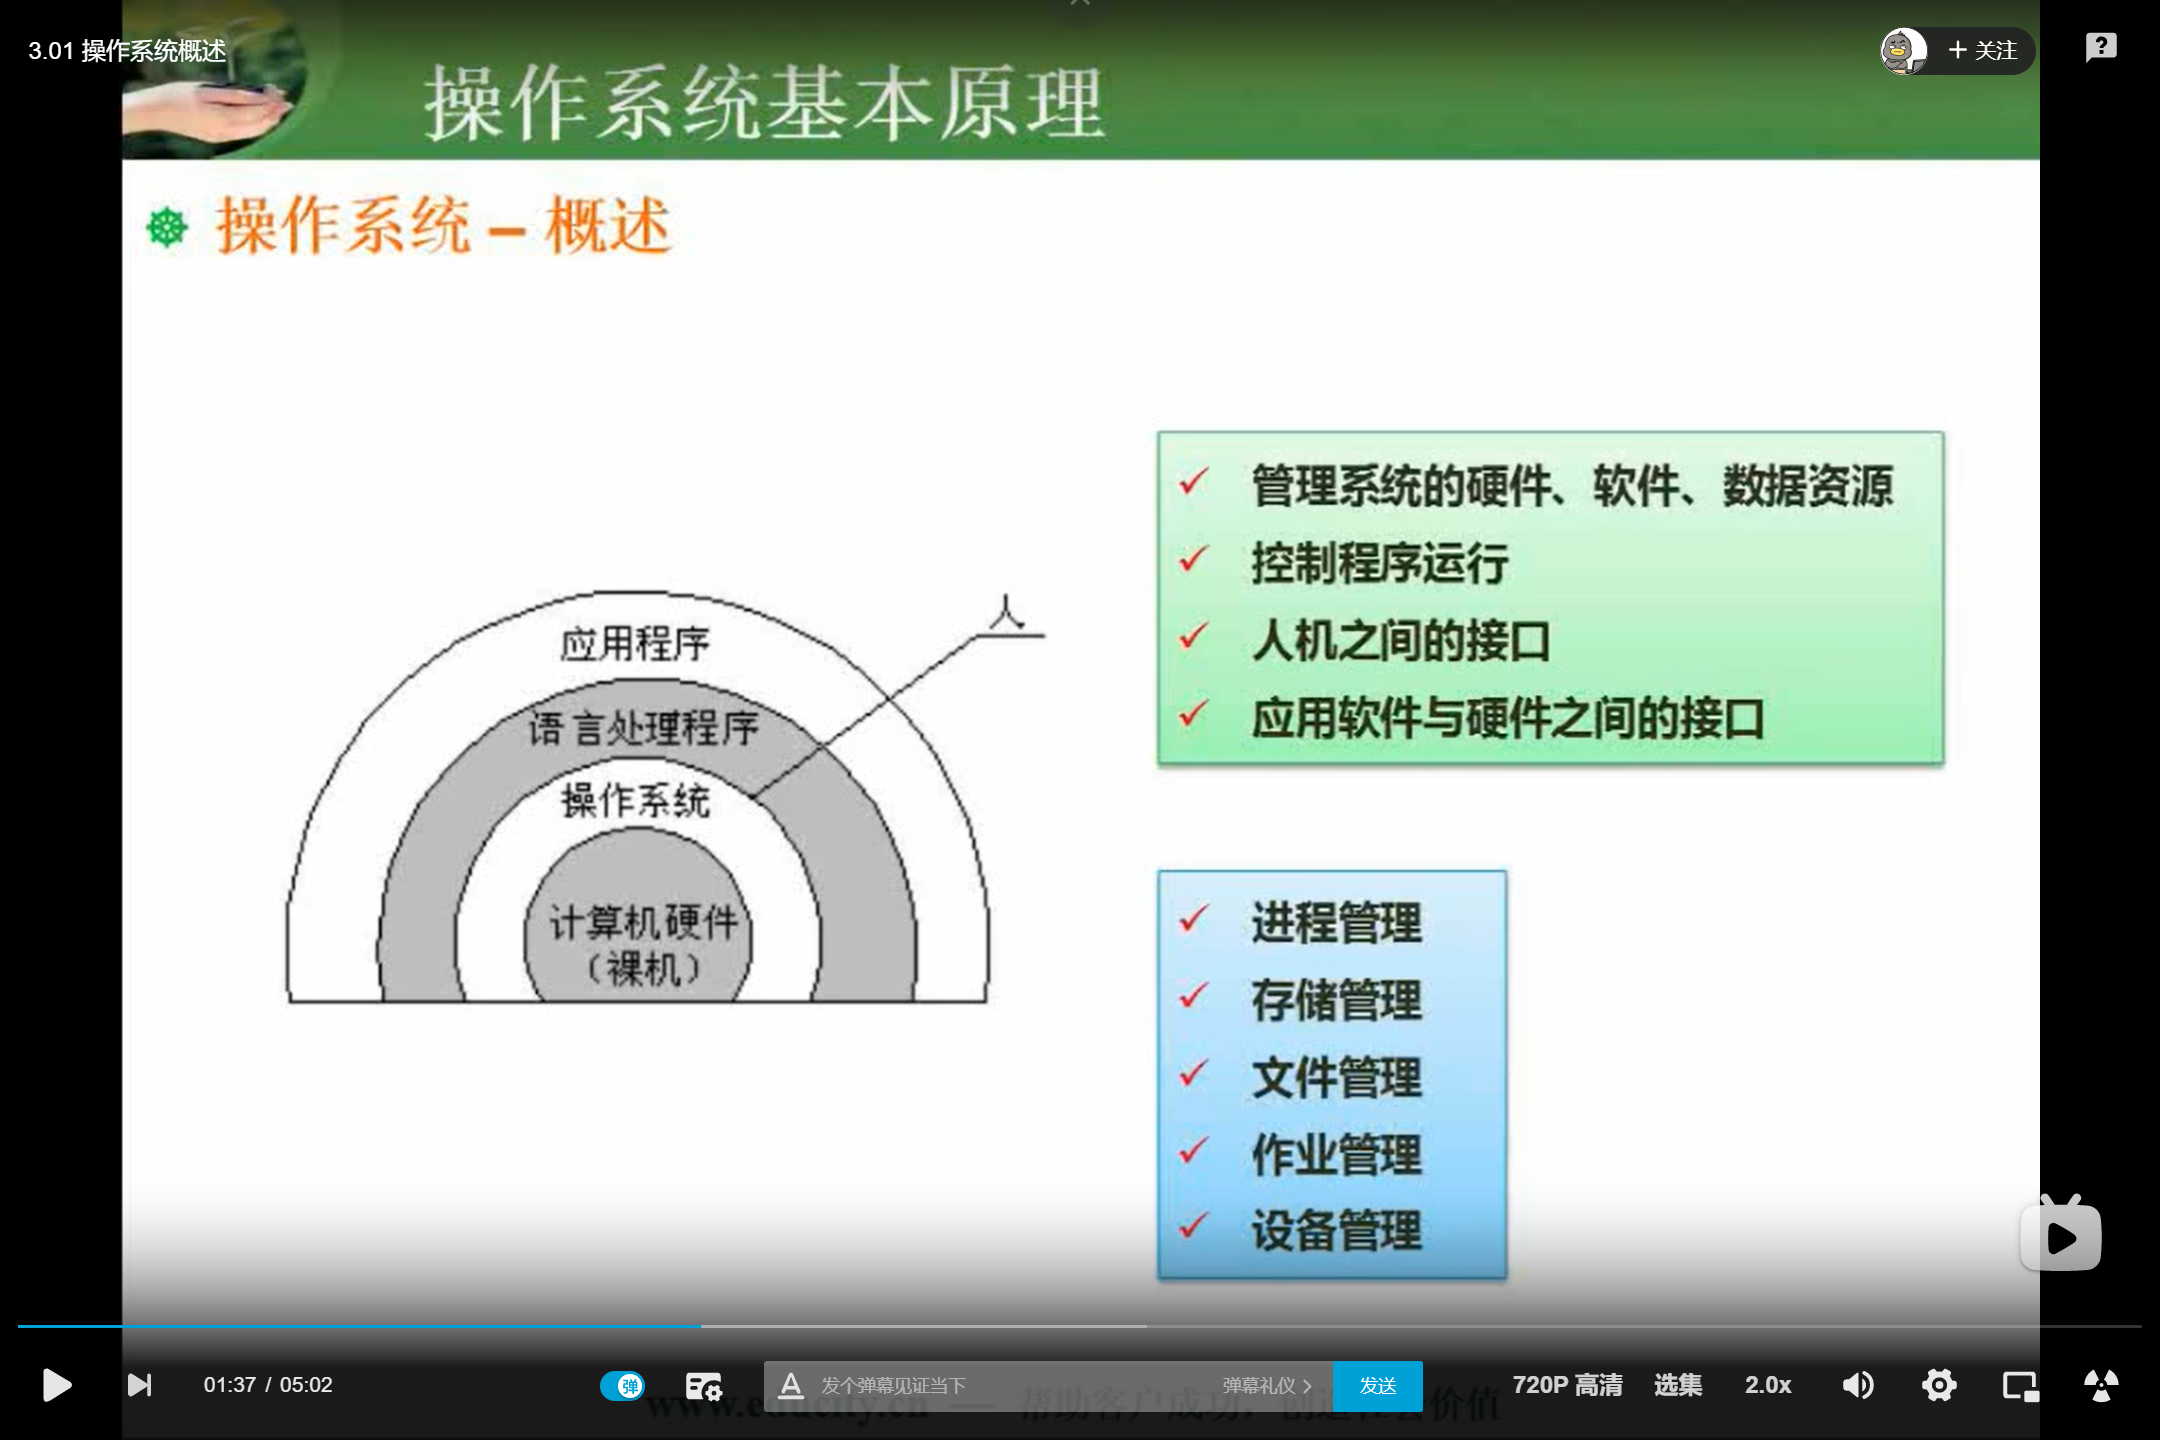 3.01 操作系统概述
+ 关注
操作系统基本原理
操作系统 – 概述
管理系统的硬件、软件、数据资源
控制程序运行
人机之间的接口
应用软件与硬件之间的接口
人
应用程序
语言处理程序
操作系统
计算机硬件
（裸机）
进程管理
存储管理
文件管理
作业管理
设备管理
01:37 / 05:02
弹
A 发个弹幕见证当下
弹幕礼仪 >
发送
720P 高清
选集
2.0x
www.educity.cn — 帮助客户成功，创造社会价值